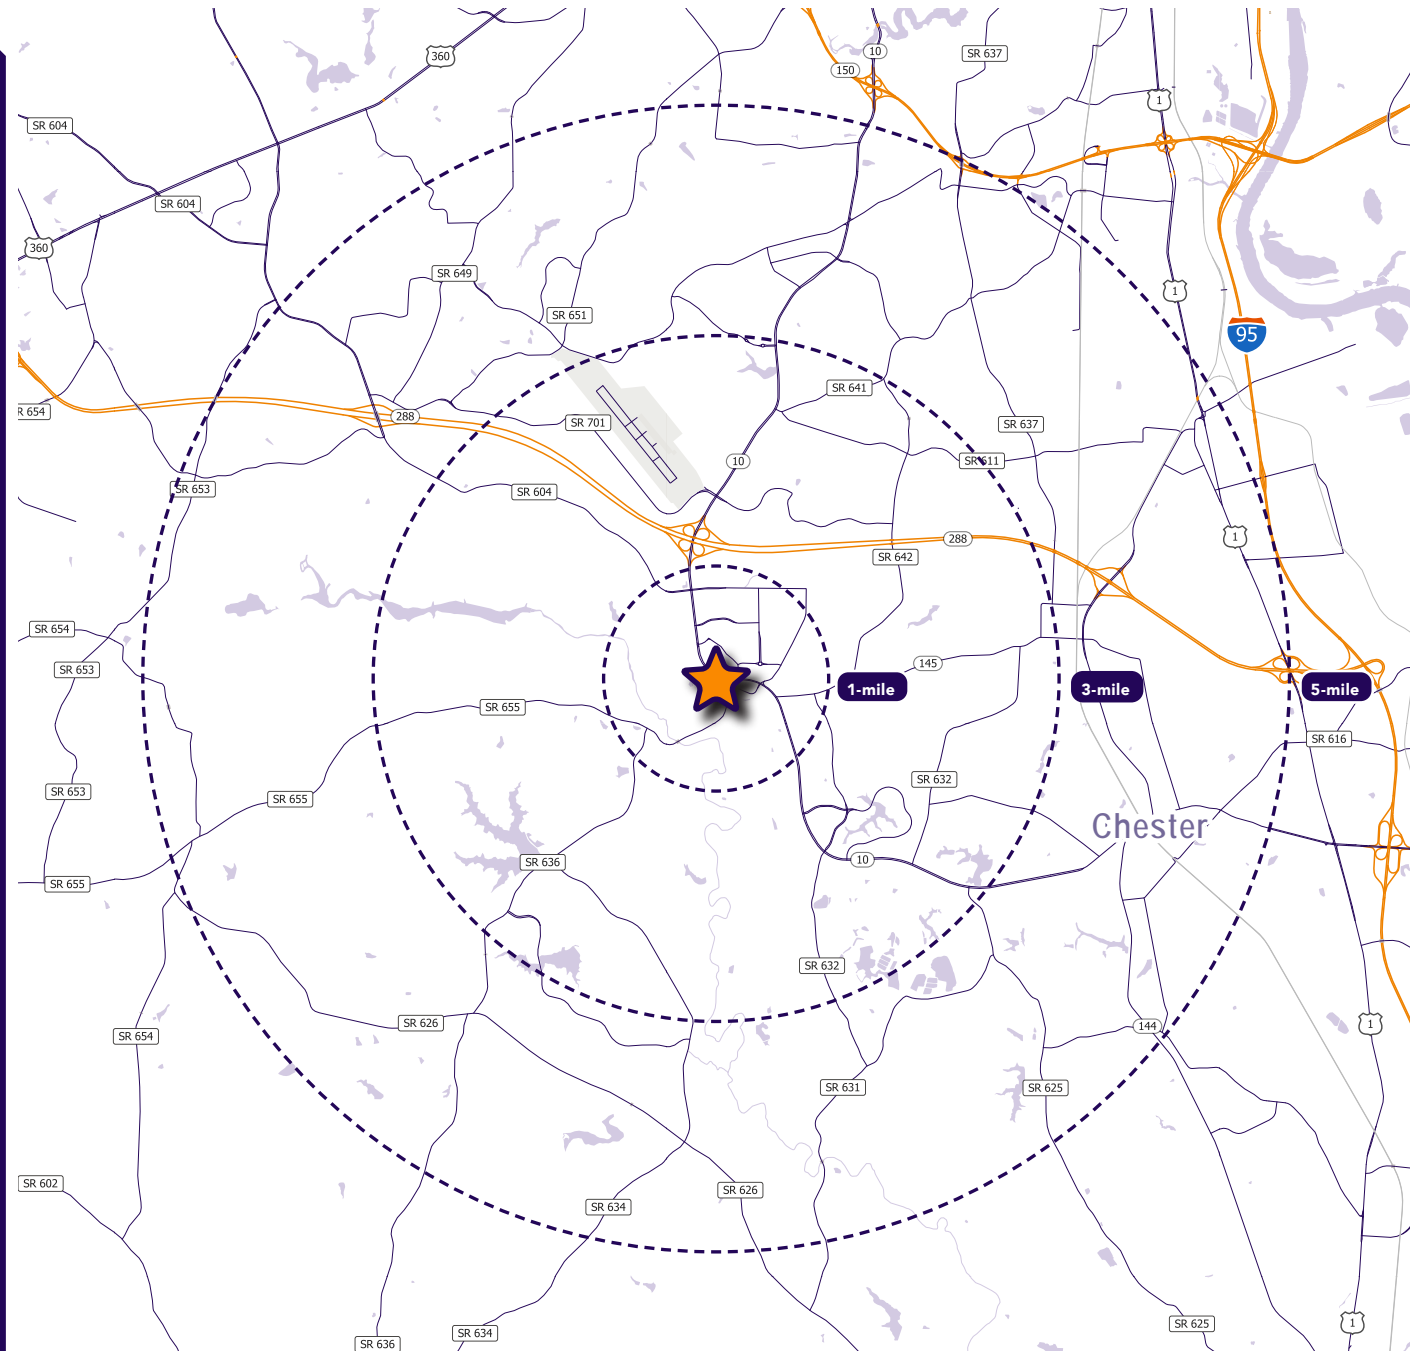 10
SR 637
360
150
1
SR 604
SR 604
360
SR 649
1
SR 651
95
SR 641
R 654
288
SR 701
SR 637
10
SR 611
SR 653
SR 604
1
288
SR 642
SR 654
145
SR 653
1-mile
3-mile
5-mile
SR 655
SR 616
SR 632
SR 653
SR 655
Chester
10
SR 636
SR 655
SR 632
SR 626
1
144
SR 654
SR 631
SR 625
SR 602
SR 626
SR 634
1
SR 625
SR 634
SR 636